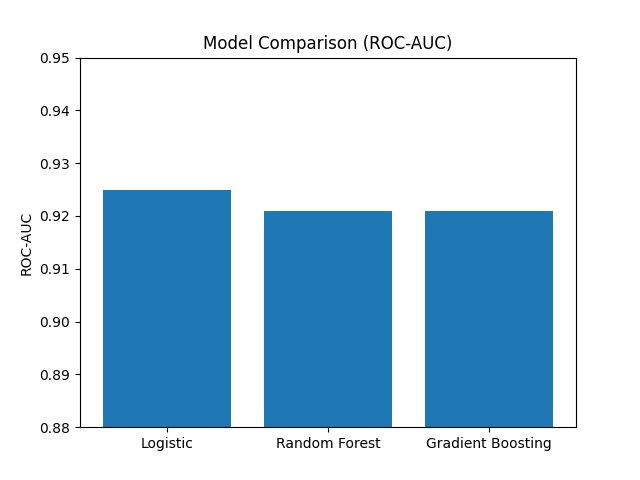 Model Comparison (ROC-AUC)
0.95
0.94
0.93
0.92
0.91
0.90
0.89
0.88
ROC-AUC
Logistic
Random Forest
Gradient Boosting